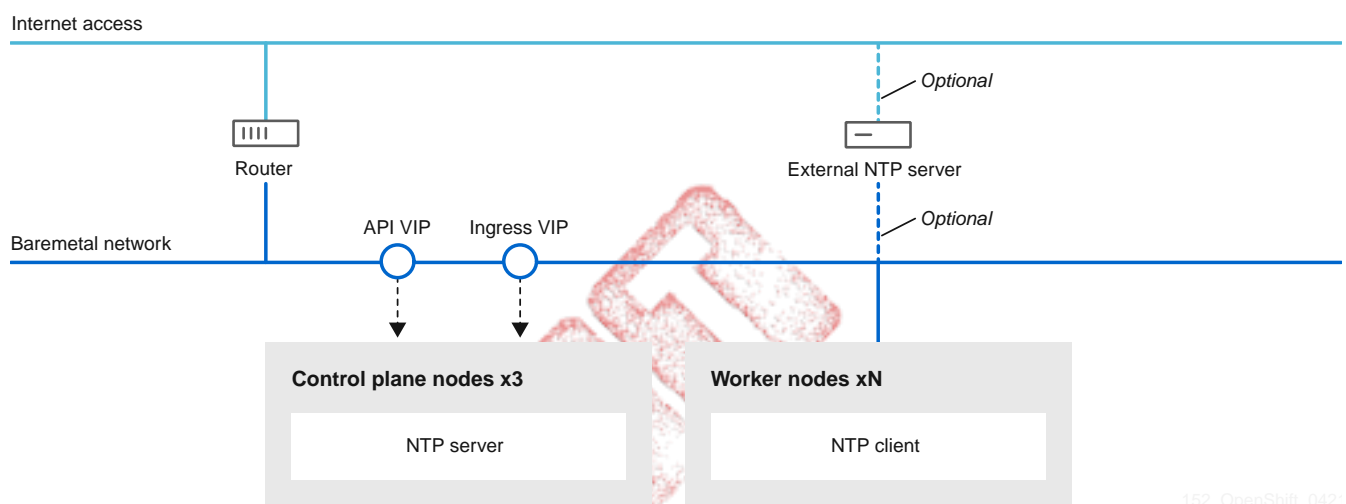 Internet access
Optional
Router
External NTP server
Optional
API VIP
Ingress VIP
Baremetal network
Control plane nodes x3
Worker nodes xN
NTP server
NTP client
152_OpenShift_042